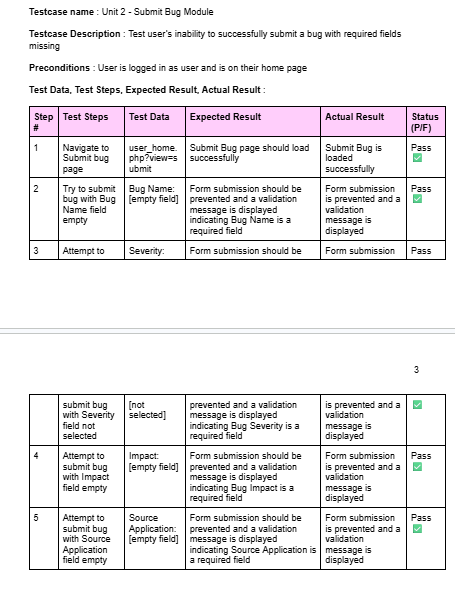 Testcase name : Unit 2 - Submit Bug Module
Testcase Description : Test user's inability to successfully submit a bug with required fields
missing
Preconditions : User is logged in as user and is on their home page
Test Data, Test Steps, Expected Result, Actual Result :
Step # Test Steps Test Data Expected Result Actual Result Status (P/F)
1 Navigate to Submit bug page user_home.php?view=submit Submit Bug page should load successfully Submit Bug is loaded successfully Pass ✅
2 Try to submit bug with Bug Name field empty Bug Name: [empty field] Form submission should be prevented and a validation message is displayed indicating Bug Name is a required field Form submission is prevented and a validation message is displayed Pass ✅
3 Attempt to Severity: Form submission should be Form submission Pass
3
submit bug with Severity field not selected [not selected] prevented and a validation message is displayed indicating Bug Severity is a required field is prevented and a validation message is displayed ✅
4 Attempt to submit bug with Impact field empty Impact: [empty field] Form submission should be prevented and a validation message is displayed indicating Bug Impact is a required field Form submission is prevented and a validation message is displayed Pass ✅
5 Attempt to submit bug with Source Application field empty Source Application: [empty field] Form submission should be prevented and a validation message is displayed indicating Source Application is a required field Form submission is prevented and a validation message is displayed Pass ✅